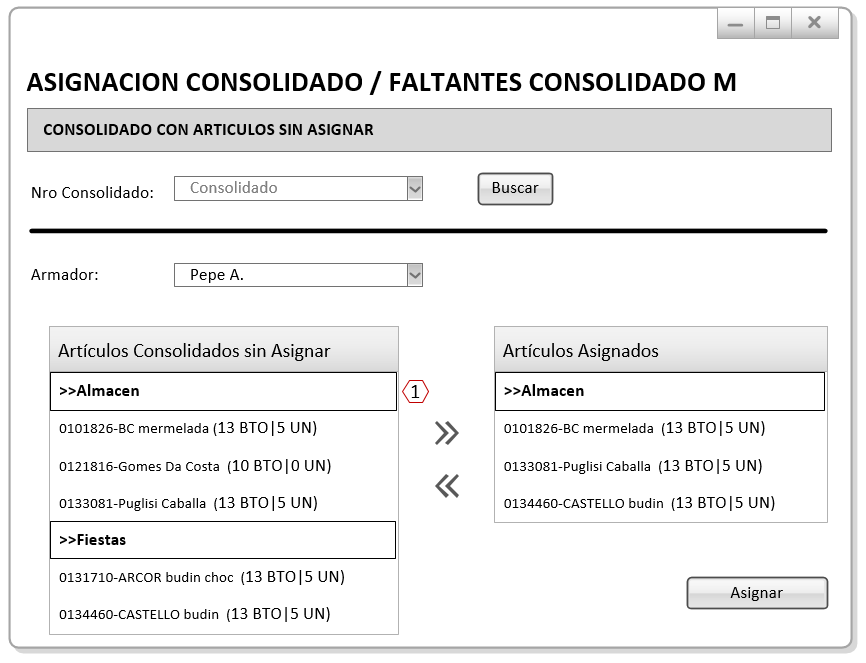 ASIGNACION CONSOLIDADO / FALTANTES CONSOLIDADO M
CONSOLIDADO CON ARTICULOS SIN ASIGNAR
Nro Consolidado: Consolidado Buscar
Armador: Pepe A.
Artículos Consolidados sin Asignar
>>Almacen
1
0101826-BC mermelada (13 BTO|5 UN)
0121816-Gomes Da Costa (10 BTO|0 UN)
0133081-Puglisi Caballa (13 BTO|5 UN)
>>Fiestas
0131710-ARCOR budin choc (13 BTO|5 UN)
0134460-CASTELLO budin (13 BTO|5 UN)
Artículos Asignados
>>Almacen
0101826-BC mermelada (13 BTO|5 UN)
0133081-Puglisi Caballa (13 BTO|5 UN)
0134460-CASTELLO budin (13 BTO|5 UN)
Asignar